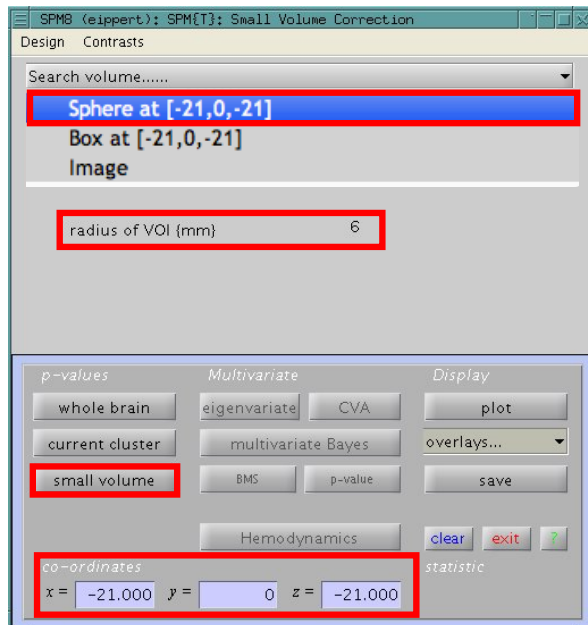 SPM8 (eippert): SPM{T}: Small Volume Correction
Design Contrasts
Search volume......
Sphere at [-21,0,-21]
Box at [-21,0,-21]
Image
radius of VOI {mm} 6
p-values Multivariate Display
whole brain eigenvariate CVA plot
current cluster multivariate Bayes overlays...
small volume BMS p-value save
Hemodynamics clear exit ?
co-ordinates statistic
x = -21.000 y = 0 z = -21.000